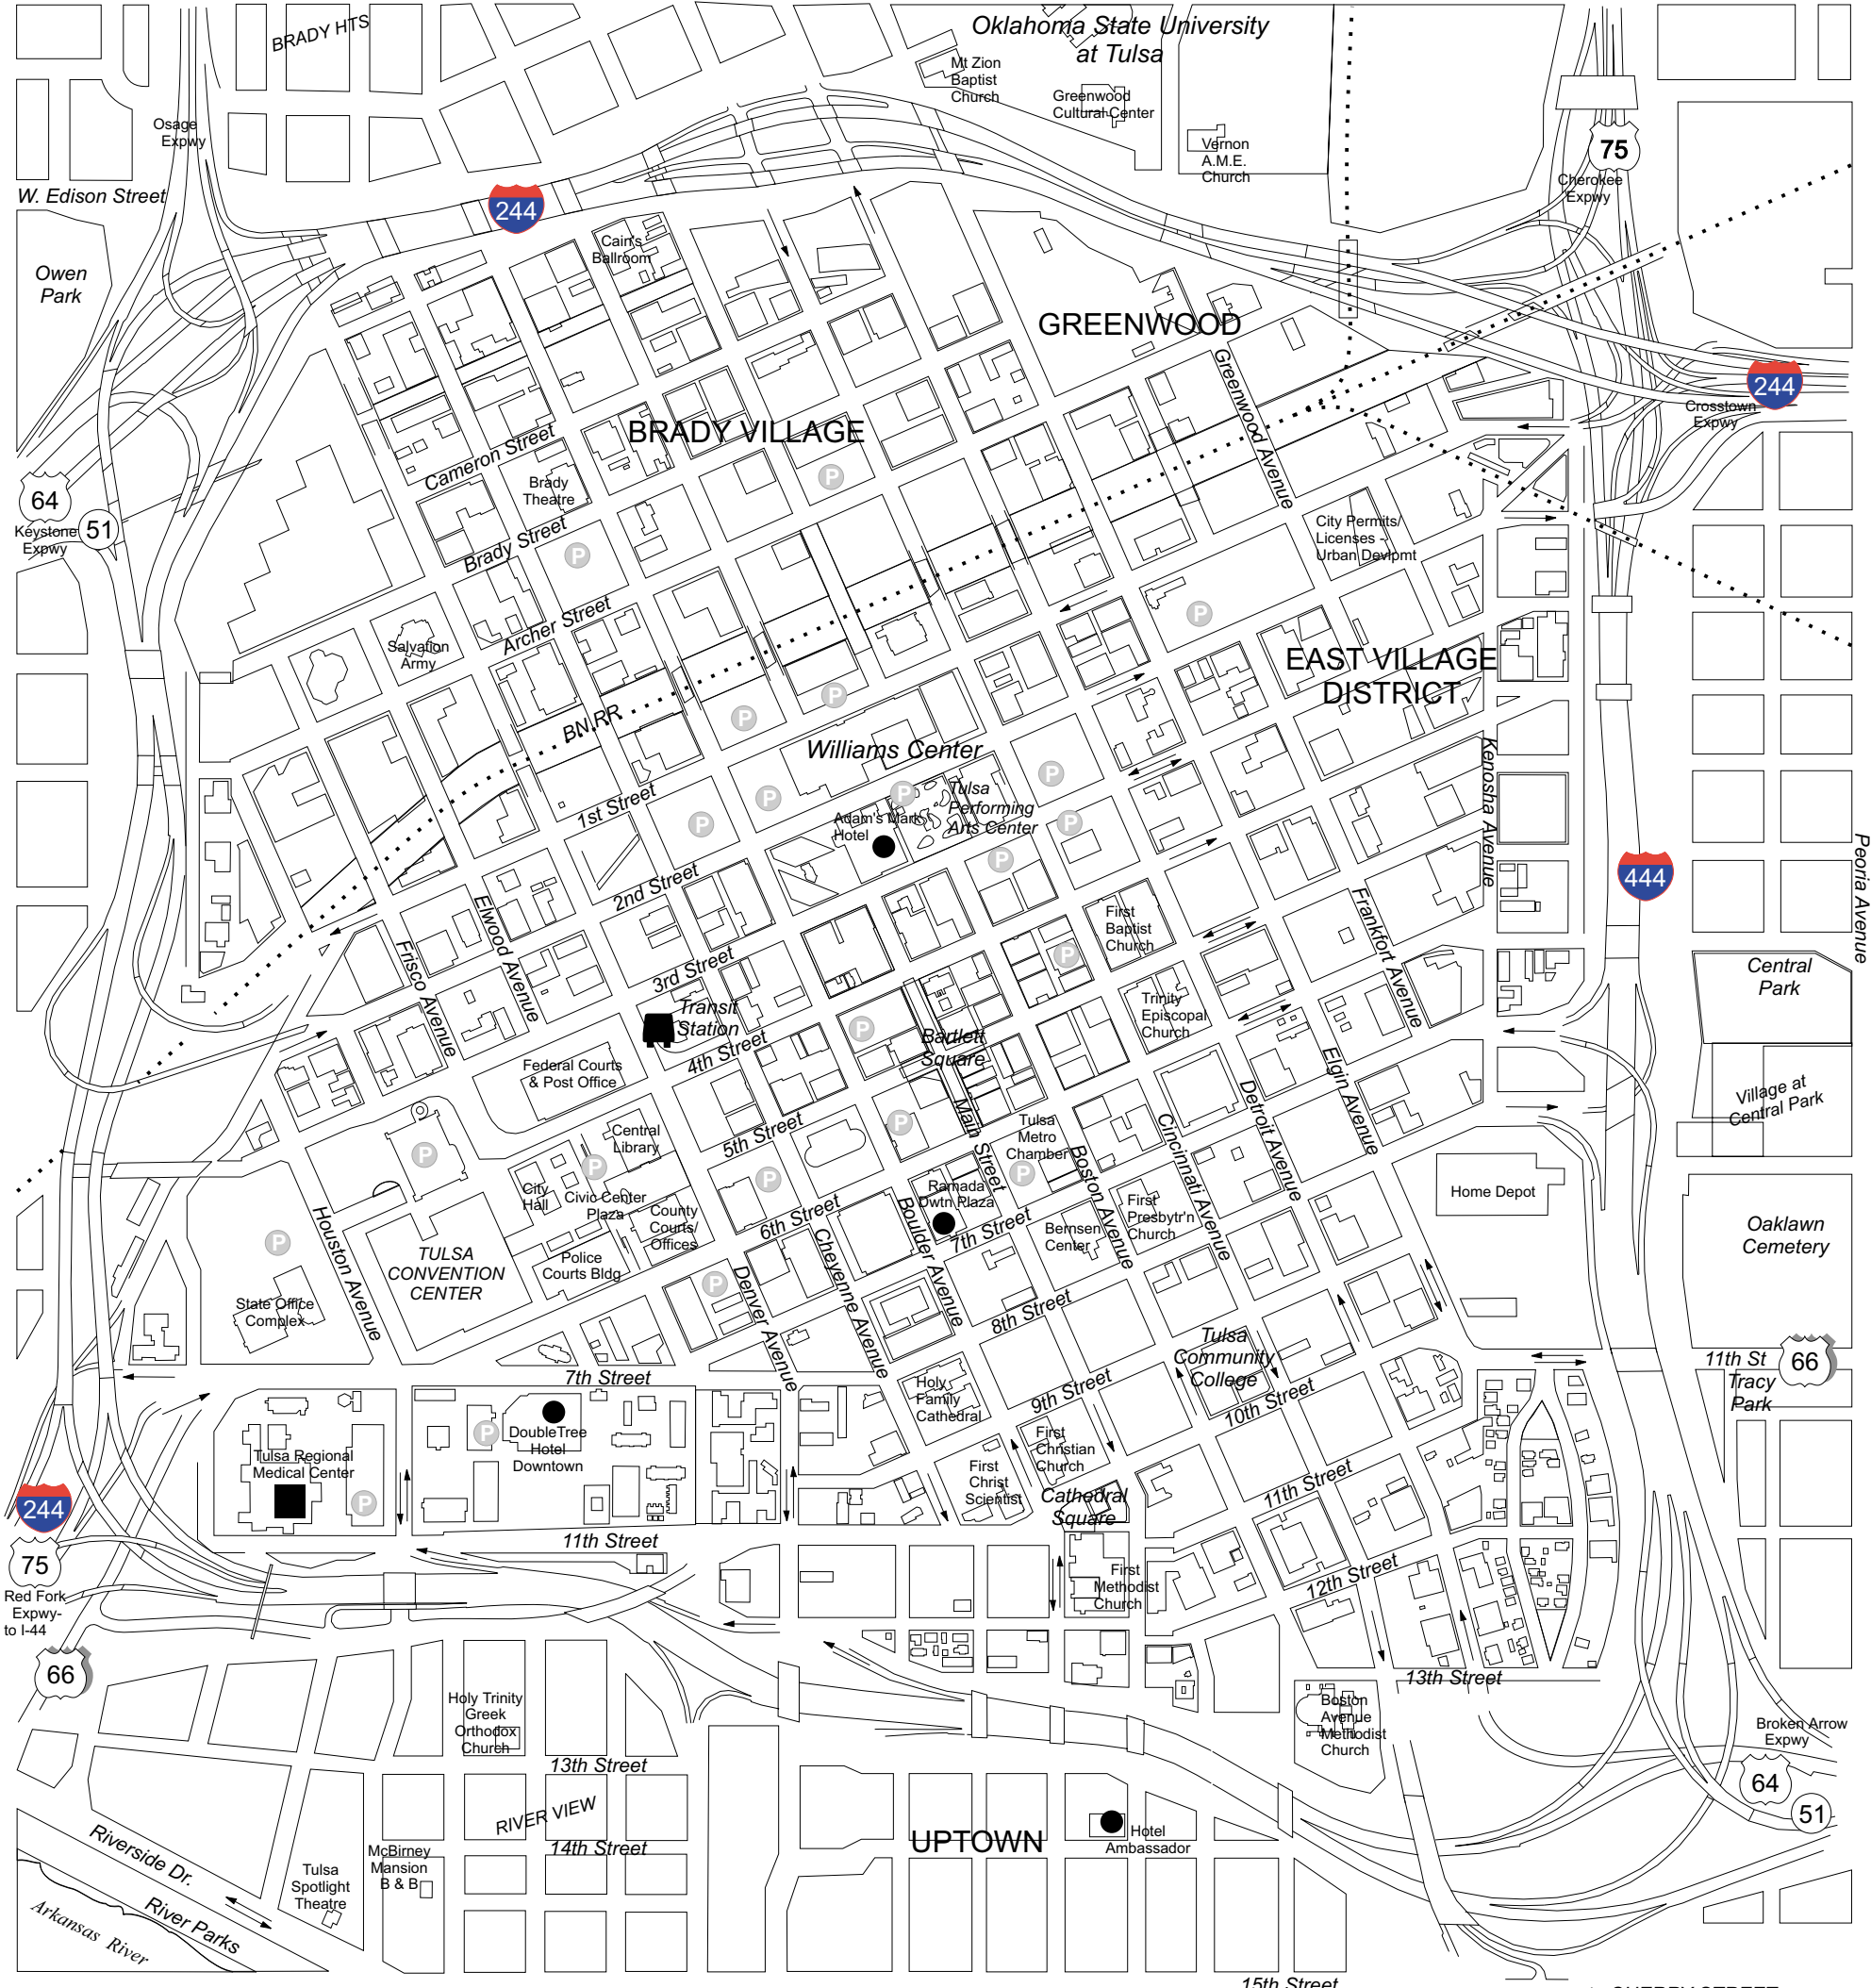 BRADY HTS
Oklahoma State University
at Tulsa
Mt Zion
Baptist
Church
Greenwood
Cultural Center
Vernon
A.M.E.
Church
Osage
Expwy
75
Cherokee
Expwy
W. Edison Street
244
Owen
Park
Cain's
Ballroom
GREENWOOD
Greenwood Avenue
244
Crosstown
Expwy
BRADY VILLAGE
Cameron Street
P
Brady
Theatre
64
Keystone
Expwy
51
Brady Street
P
City Permits/
Licenses -
Urban Devlpmt
Archer Street
P
Salvation
Army
EAST VILLAGE
DISTRICT
BN RR
P
P
Williams Center
Kenosha Avenue
P
P
P
Tulsa
Performing
Arts Center
1st Street
P
Adam's Mark
Hotel
P
P
Peoria Avenue
444
2nd Street
Elwood Avenue
Frankfort Avenue
First
Baptist
Church
Frisco Avenue
P
3rd Street
Central
Park
Transit
Station
Trinity
Episcopal
Church
P
4th Street
Bartlett
Square
Federal Courts
& Post Office
Elgin Avenue
Detroit Avenue
Village at
Central Park
Main Street
Cincinnati Avenue
Central
Library
5th Street
P
Tulsa
Metro
Chamber
P
P
P
P
Boston Avenue
City
Hall
Civic Center
Plaza
Ramada
Dwtn Plaza
Home Depot
Houston Avenue
County
Courts/
Offices
6th Street
Cheyenne Avenue
Boulder Avenue
7th Street
Bernsen
Center
First
Presbytr'n
Church
Oaklawn
Cemetery
P
TULSA
CONVENTION
CENTER
Police
Courts Bldg
P
Denver Avenue
State Office
Complex
8th Street
Tulsa
Community
College
11th St
66
Tracy
Park
7th Street
Holy
Family
Cathedral
9th Street
10th Street
P
DoubleTree
Hotel
Downtown
First
Christian
Church
Tulsa Regional
Medical Center
P
First
Christ
Scientist
Cathedral
Square
11th Street
244
11th Street
75
Red Fork
Expwy-
to I-44
First
Methodist
Church
12th Street
66
13th Street
Holy Trinity
Greek
Orthodox
Church
Boston
Avenue
Methodist
Church
Broken Arrow
Expwy
64
51
13th Street
RIVER VIEW
14th Street
UPTOWN
Hotel
Ambassador
Riverside Dr.
McBirney
Mansion
B & B
Tulsa
Spotlight
Theatre
River Parks
Arkansas River
15th Street